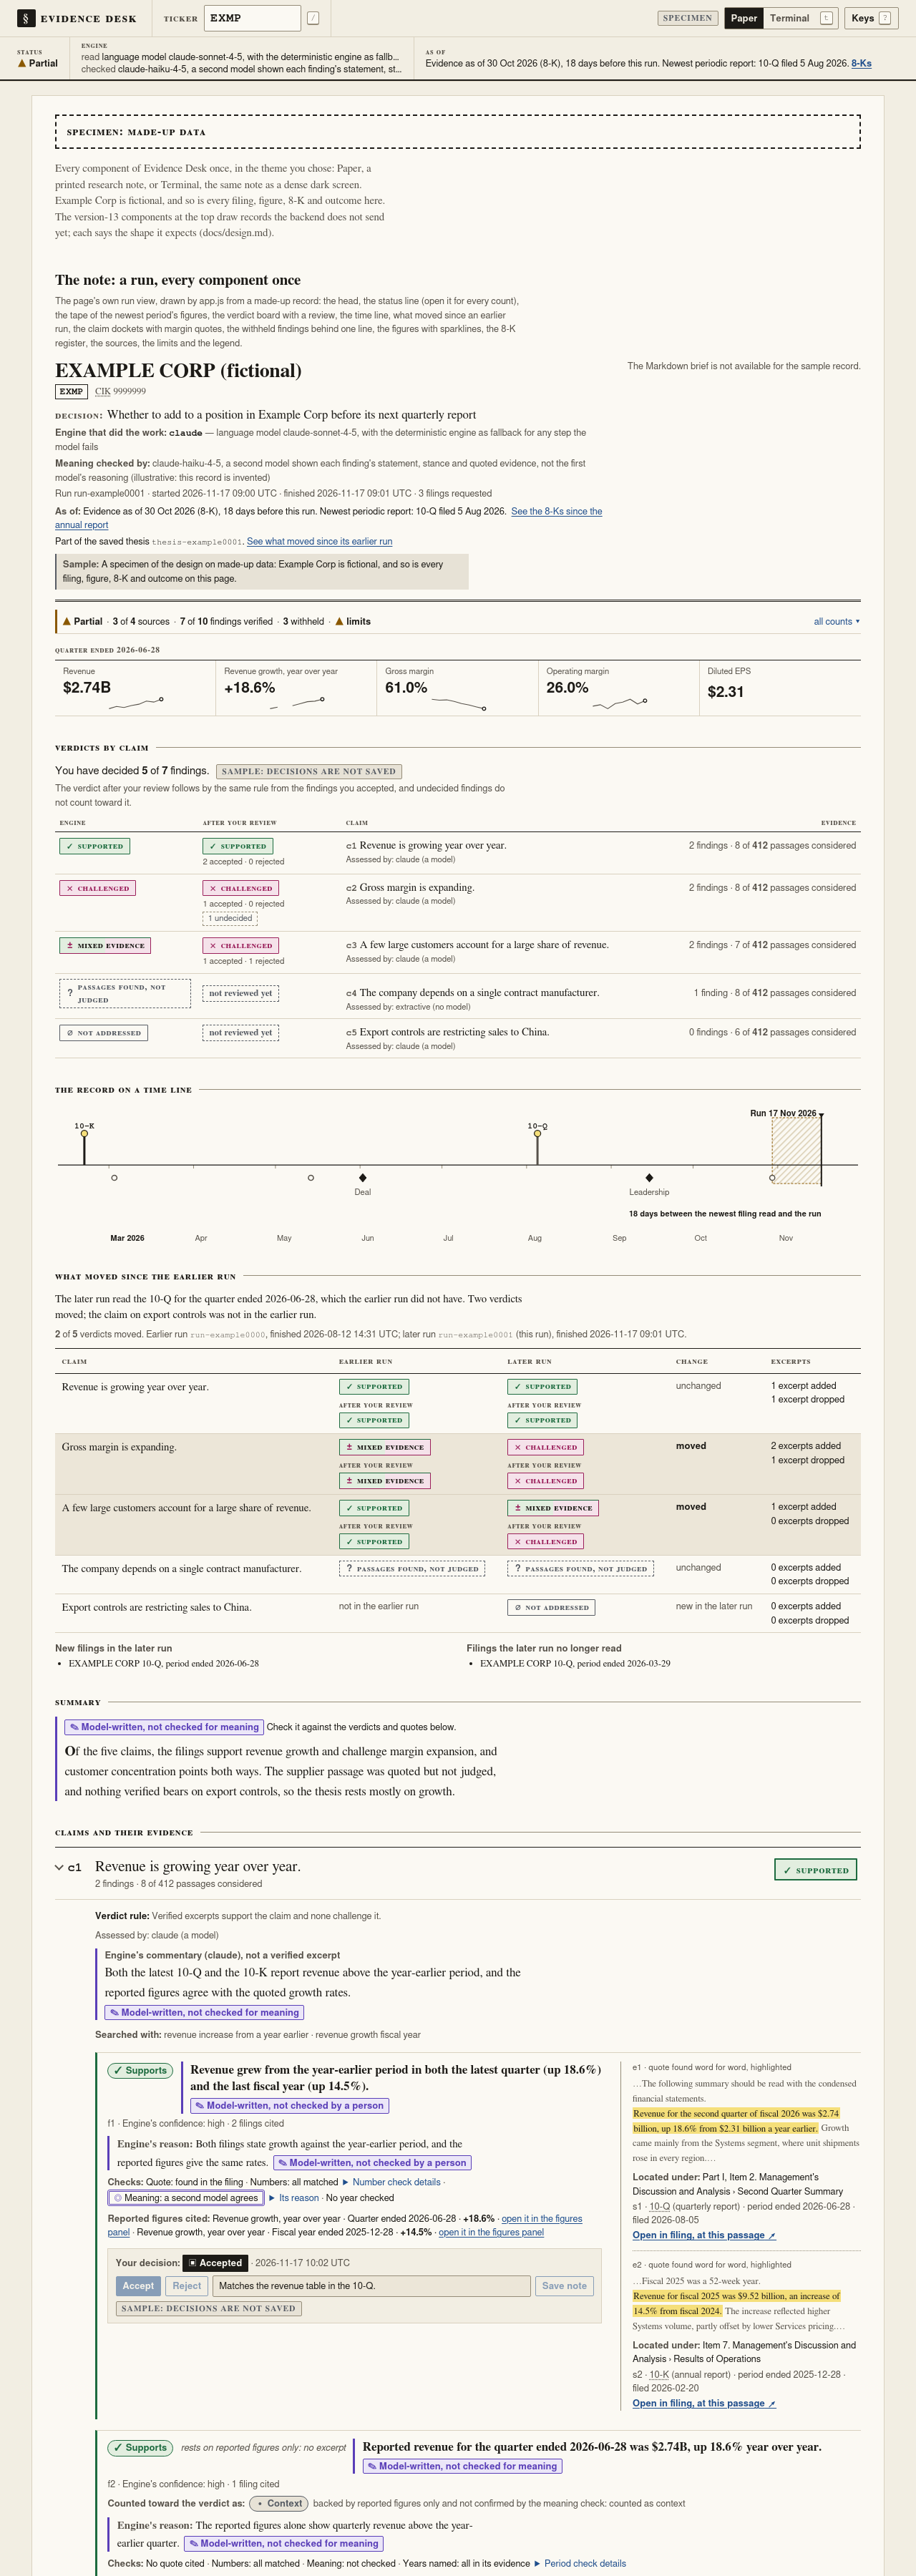 § EVIDENCE DESK TICKER EXMP / SPECIMEN Paper Terminal t Keys ?
STATUS
▲ Partial
ENGINE
read language model claude-sonnet-4-5, with the deterministic engine as fallb...
checked claude-haiku-4-5, a second model shown each finding's statement, st...
AS OF
Evidence as of 30 Oct 2026 (8-K), 18 days before this run. Newest periodic report: 10-Q filed 5 Aug 2026. 8-Ks
SPECIMEN: MADE-UP DATA
Every component of Evidence Desk once, in the theme you chose: Paper, a
printed research note, or Terminal, the same note as a dense dark screen.
Example Corp is fictional, and so is every filing, figure, 8-K and outcome here.
The version-13 components at the top draw records the backend does not send
yet; each says the shape it expects (docs/design.md).
The note: a run, every component once
The page's own run view, drawn by app.js from a made-up record: the head, the status line (open it for every count),
the tape of the newest period's figures, the verdict board with a review, the time line, what moved since an earlier
run, the claim dockets with margin quotes, the withheld findings behind one line, the figures with sparklines, the 8-K
register, the sources, the limits and the legend.
EXAMPLE CORP (fictional)
The Markdown brief is not available for the sample record.
EXMP CIK 9999999
DECISION: Whether to add to a position in Example Corp before its next quarterly report
Engine that did the work: claude — language model claude-sonnet-4-5, with the deterministic engine as fallback for any step the
model fails
Meaning checked by: claude-haiku-4-5, a second model shown each finding's statement, stance and quoted evidence, not the first
model's reasoning (illustrative: this record is invented)
Run run-example0001 · started 2026-11-17 09:00 UTC · finished 2026-11-17 09:01 UTC · 3 filings requested
As of: Evidence as of 30 Oct 2026 (8-K), 18 days before this run. Newest periodic report: 10-Q filed 5 Aug 2026. See the 8-Ks since the
annual report
Part of the saved thesis thesis-example0001. See what moved since its earlier run
Sample: A specimen of the design on made-up data: Example Corp is fictional, and so is every
filing, figure, 8-K and outcome on this page.
▲ Partial · 3 of 4 sources · 7 of 10 findings verified · 3 withheld · ▲ limits all counts ▾
QUARTER ENDED 2026-06-28
Revenue
$2.74B
Revenue growth, year over year
+18.6%
Gross margin
61.0%
Operating margin
26.0%
Diluted EPS
$2.31
VERDICTS BY CLAIM
You have decided 5 of 7 findings. SAMPLE: DECISIONS ARE NOT SAVED
The verdict after your review follows by the same rule from the findings you accepted, and undecided findings do
not count toward it.
ENGINE AFTER YOUR REVIEW CLAIM EVIDENCE
✓ SUPPORTED ✓ SUPPORTED c1 Revenue is growing year over year. 2 findings · 8 of 412 passages considered
2 accepted · 0 rejected Assessed by: claude (a model)
× CHALLENGED × CHALLENGED c2 Gross margin is expanding. 2 findings · 8 of 412 passages considered
1 accepted · 0 rejected Assessed by: claude (a model)
1 undecided
± MIXED EVIDENCE × CHALLENGED c3 A few large customers account for a large share of revenue. 2 findings · 7 of 412 passages considered
1 accepted · 1 rejected Assessed by: claude (a model)
? PASSAGES FOUND, NOT JUDGED not reviewed yet c4 The company depends on a single contract manufacturer. 1 finding · 8 of 412 passages considered
Assessed by: extractive (no model)
∅ NOT ADDRESSED not reviewed yet c5 Export controls are restricting sales to China. 0 findings · 6 of 412 passages considered
Assessed by: claude (a model)
THE RECORD ON A TIME LINE
Run 17 Nov 2026
10-K 10-Q
Deal Leadership
18 days between the newest filing read and the run
Mar 2026 Apr May Jun Jul Aug Sep Oct Nov
WHAT MOVED SINCE THE EARLIER RUN
The later run read the 10-Q for the quarter ended 2026-06-28, which the earlier run did not have. Two verdicts
moved; the claim on export controls was not in the earlier run.
2 of 5 verdicts moved. Earlier run run-example0000, finished 2026-08-12 14:31 UTC; later run run-example0001 (this run), finished 2026-11-17 09:01 UTC.
CLAIM EARLIER RUN LATER RUN CHANGE EXCERPTS
Revenue is growing year over year. ✓ SUPPORTED ✓ SUPPORTED unchanged 1 excerpt added
AFTER YOUR REVIEW AFTER YOUR REVIEW 1 excerpt dropped
✓ SUPPORTED ✓ SUPPORTED
Gross margin is expanding. ± MIXED EVIDENCE × CHALLENGED moved 2 excerpts added
AFTER YOUR REVIEW AFTER YOUR REVIEW 1 excerpt dropped
± MIXED EVIDENCE × CHALLENGED
A few large customers account for a large share of revenue. ✓ SUPPORTED ± MIXED EVIDENCE moved 1 excerpt added
AFTER YOUR REVIEW AFTER YOUR REVIEW 0 excerpts dropped
✓ SUPPORTED × CHALLENGED
The company depends on a single contract manufacturer. ? PASSAGES FOUND, NOT JUDGED ? PASSAGES FOUND, NOT JUDGED unchanged 0 excerpts added
0 excerpts dropped
Export controls are restricting sales to China. not in the earlier run ∅ NOT ADDRESSED new in the later run 0 excerpts added
0 excerpts dropped
New filings in the later run
• EXAMPLE CORP 10-Q, period ended 2026-06-28
Filings the later run no longer read
• EXAMPLE CORP 10-Q, period ended 2026-03-29
SUMMARY
✎ Model-written, not checked for meaning Check it against the verdicts and quotes below.
Of the five claims, the filings support revenue growth and challenge margin expansion, and
customer concentration points both ways. The supplier passage was quoted but not judged,
and nothing verified bears on export controls, so the thesis rests mostly on growth.
CLAIMS AND THEIR EVIDENCE
c1 Revenue is growing year over year. ✓ SUPPORTED
2 findings · 8 of 412 passages considered
Verdict rule: Verified excerpts support the claim and none challenge it.
Assessed by: claude (a model)
Engine's commentary (claude), not a verified excerpt
Both the latest 10-Q and the 10-K report revenue above the year-earlier period, and the
reported figures agree with the quoted growth rates.
✎ Model-written, not checked for meaning
Searched with: revenue increase from a year earlier · revenue growth fiscal year
✓ Supports Revenue grew from the year-earlier period in both the latest quarter (up 18.6%)
and the last fiscal year (up 14.5%).
✎ Model-written, not checked by a person
f1 · Engine's confidence: high · 2 filings cited
Engine's reason: Both filings state growth against the year-earlier period, and the
reported figures give the same rates. ✎ Model-written, not checked by a person
Checks: Quote: found in the filing · Numbers: all matched ▶ Number check details ·
Meaning: a second model agrees ▶ Its reason · No year checked
Reported figures cited: Revenue growth, year over year · Quarter ended 2026-06-28 · +18.6% · open it in the figures
panel · Revenue growth, year over year · Fiscal year ended 2025-12-28 · +14.5% · open it in the figures panel
Your decision: ▣ Accepted · 2026-11-17 10:02 UTC
Accept Reject Matches the revenue table in the 10-Q. Save note
SAMPLE: DECISIONS ARE NOT SAVED
e1 · quote found word for word, highlighted
…The following summary should be read with the condensed
financial statements.
Revenue for the second quarter of fiscal 2026 was $2.74
billion, up 18.6% from $2.31 billion a year earlier. Growth
came mainly from the Systems segment, where unit shipments
rose in every region.…
Located under: Part I, Item 2. Management's
Discussion and Analysis › Second Quarter Summary
s1 · 10-Q (quarterly report) · period ended 2026-06-28 ·
filed 2026-08-05
Open in filing, at this passage ↗
e2 · quote found word for word, highlighted
…Fiscal 2025 was a 52-week year.
Revenue for fiscal 2025 was $9.52 billion, an increase of
14.5% from fiscal 2024. The increase reflected higher
Systems volume, partly offset by lower Services pricing.…
Located under: Item 7. Management's Discussion and
Analysis › Results of Operations
s2 · 10-K (annual report) · period ended 2025-12-28 ·
filed 2026-02-20
Open in filing, at this passage ↗
✓ Supports rests on reported figures only: no excerpt Reported revenue for the quarter ended 2026-06-28 was $2.74B, up 18.6% year over year.
✎ Model-written, not checked for meaning
f2 · Engine's confidence: high · 1 filing cited
Counted toward the verdict as: • Context backed by reported figures only and not confirmed by the meaning check: counted as context
Engine's reason: The reported figures alone show quarterly revenue above the year-
earlier quarter. ✎ Model-written, not checked for meaning
Checks: No quote cited · Numbers: all matched · Meaning: not checked · Years named: all in its evidence ▶ Period check details